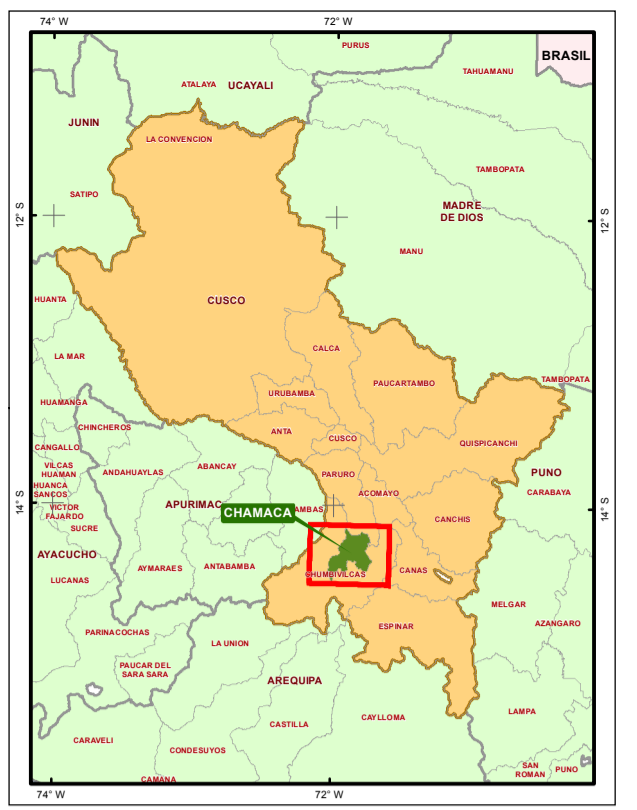 74° W
72° W
PURUS
BRASIL
TAHUAMANU
ATALAYA
UCAYALI
JUNIN
LA CONVENCION
TAMBOPATA
SATIPO
MADRE
DE DIOS
12° S
12° S
MANU
HUANTA
CUSCO
CALCA
LA MAR
PAUCARTAMBO
TAMBOPATA
URUBAMBA
HUAMANGA
CHINCHEROS
ANTA
CUSCO
QUISPICANCHI
CANGALLO
VILCAS
HUAMAN
ANDAHUAYLAS
ABANCAY
PARURO
PUNO
HUANCA
SANCOS
ACOMAYO
CARABAYA
14° S
14° S
VICTOR
FAJARDO
APURIMAC
AMBAS
CHAMACA
CANCHIS
SUCRE
AYACUCHO
AYMARAES
ANTABAMBA
CHUMBIVILCAS
CANAS
LUCANAS
MELGAR
AZANGARO
PARINACOCHAS
ESPINAR
LA UNION
PAUCAR DEL
SARA SARA
AREQUIPA
CAYLLOMA
LAMPA
CASTILLA
CARAVELI
CONDESUYOS
SAN
ROMAN
PUNO
CAMANA
74° W
72° W